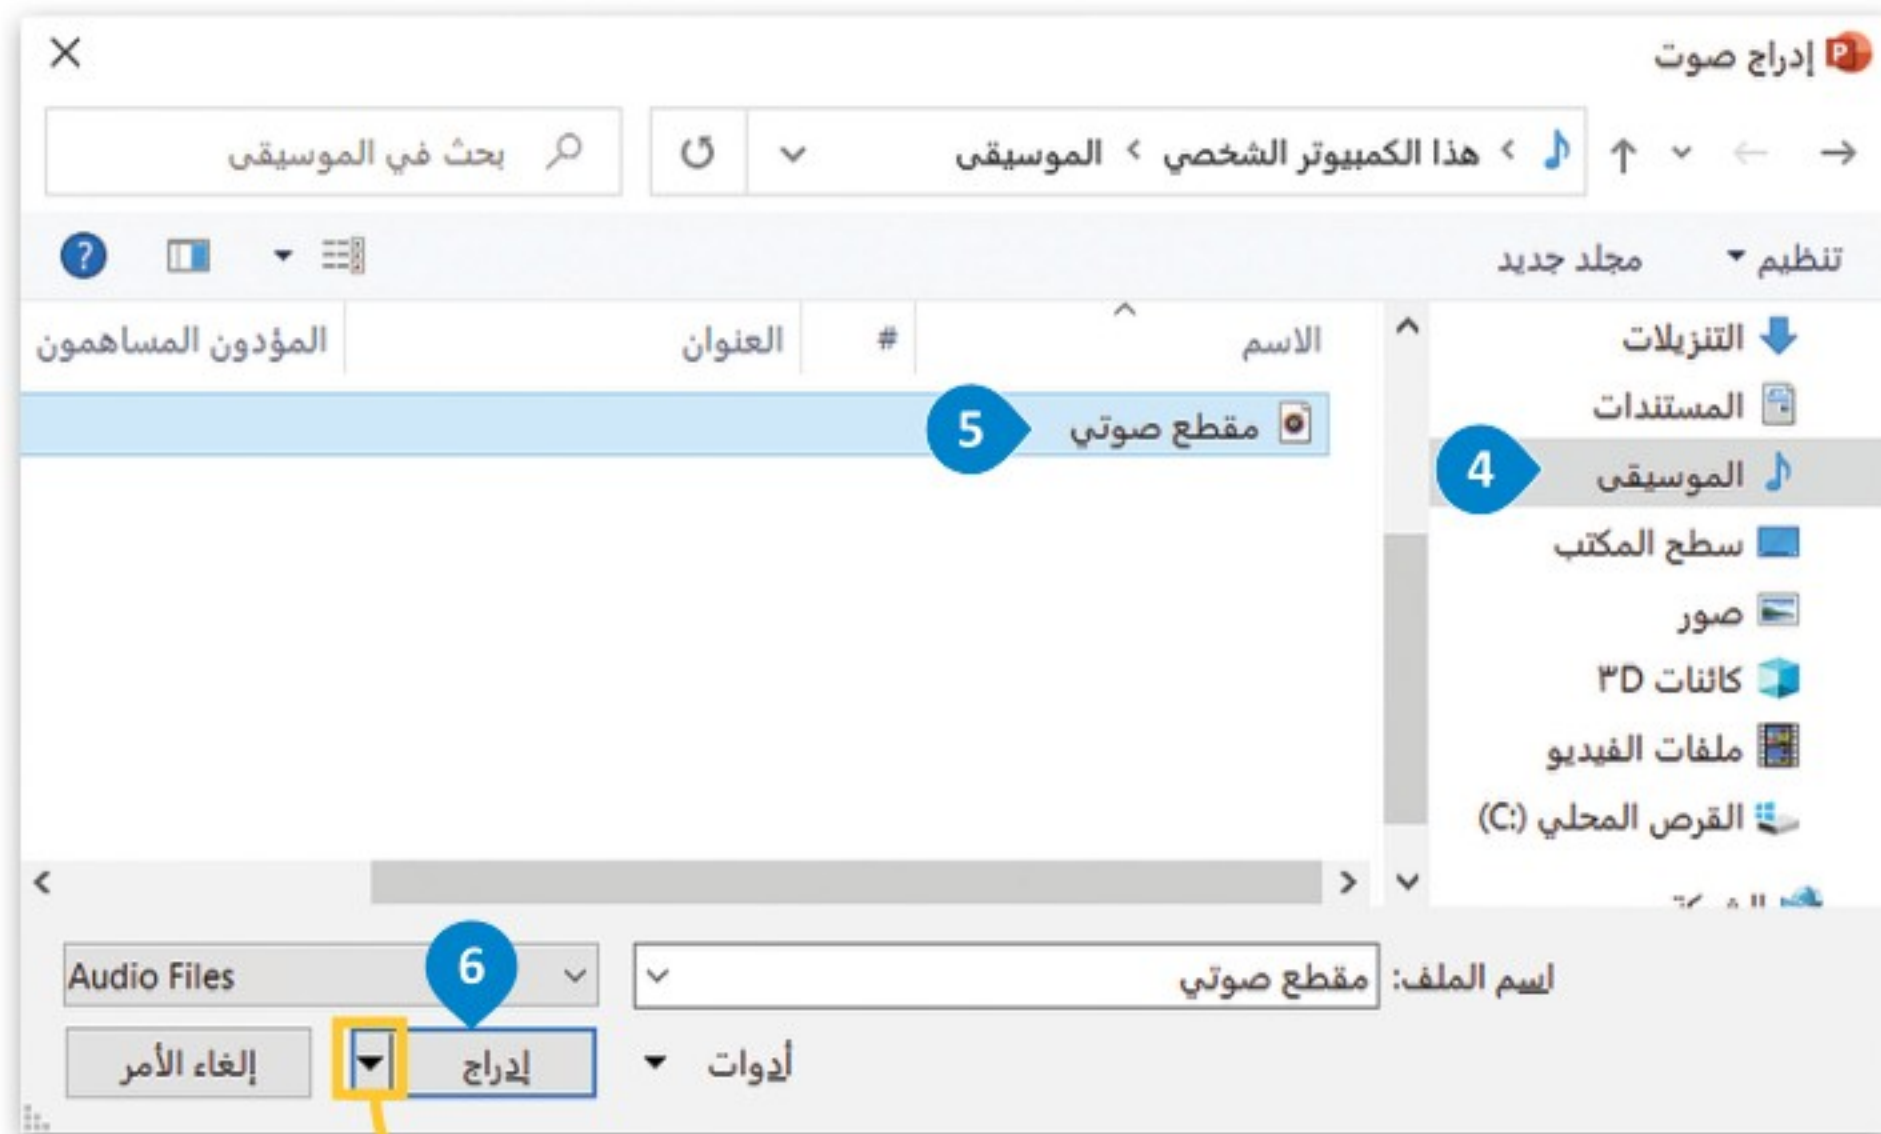 إدراج صوت
هذا الكمبيوتر الشخصي > الموسيقى
بحث في الموسيقى
تنظيم
مجلد جديد
?
التنزيلات
المستندات
الموسيقى
4
سطح المكتب
صور
كائنات ٣D
ملفات الفيديو
القرص المحلي (C:)
الاسم
#
العنوان
المؤدون المساهمون
مقطع صوتي
5
اسم الملف: مقطع صوتي
Audio Files
6
أدوات
إدراج
إلغاء الأمر